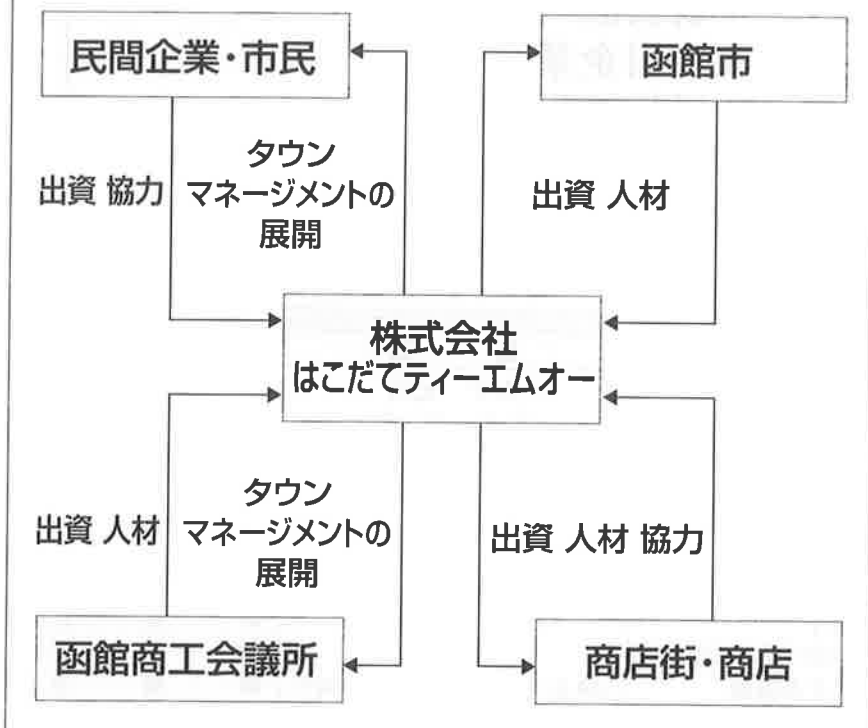 民間企業・市民
函館市
出資 協力
タウン
マネージメントの
展開
出資 人材
株式会社
はこだてティーエムオー
出資 人材
タウン
マネージメントの
展開
出資 人材 協力
函館商工会議所
商店街・商店